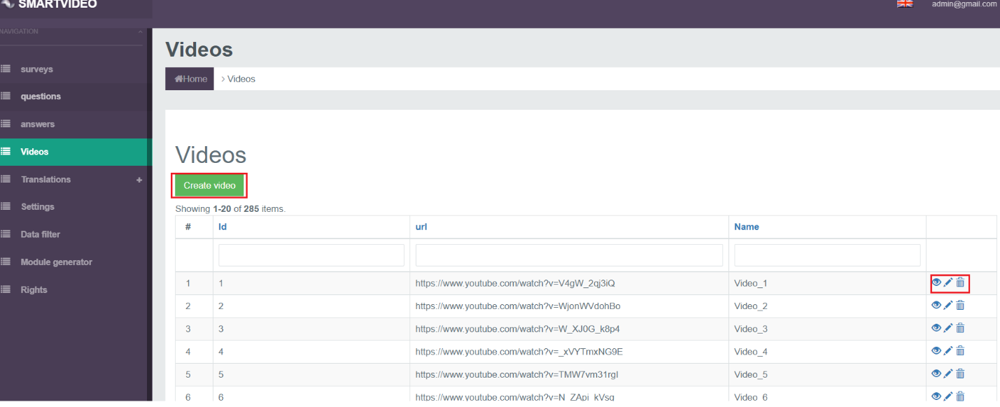 SMARTVIDEO
admin@gmail.com
NAVIGATION
surveys
questions
answers
Videos
Translations +
Settings
Data filter
Module generator
Rights
Videos
Home > Videos
Videos
Create video
Showing 1-20 of 285 items.
# Id url Name
1 1 https://www.youtube.com/watch?v=V4gW_2qj3iQ Video_1
2 2 https://www.youtube.com/watch?v=WjonWVdohBo Video_2
3 3 https://www.youtube.com/watch?v=W_XJ0G_k8p4 Video_3
4 4 https://www.youtube.com/watch?v=_xVYTmxNG9E Video_4
5 5 https://www.youtube.com/watch?v=TMW7vm31rgI Video_5
6 6 https://www.youtube.com/watch?v=N_ZApi_kVsg Video_6